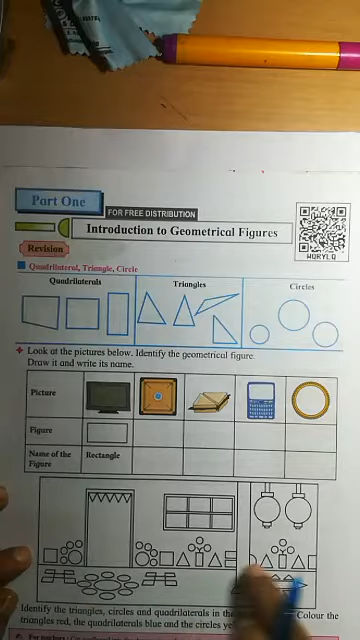 Part One
FOR FREE DISTRIBUTION
Introduction to Geometrical Figures
WQRYLQ
Revision
Quadrilateral, Triangle, Circle
Quadrilaterals
Triangles
Circles
Look at the pictures below. Identify the geometrical figure.
Draw it and write its name.
Picture
Figure
Name of the
Figure
Rectangle
Identify the triangles, circles and quadrilaterals in the Colour the
triangles red, the quadrilaterals blue and the circles